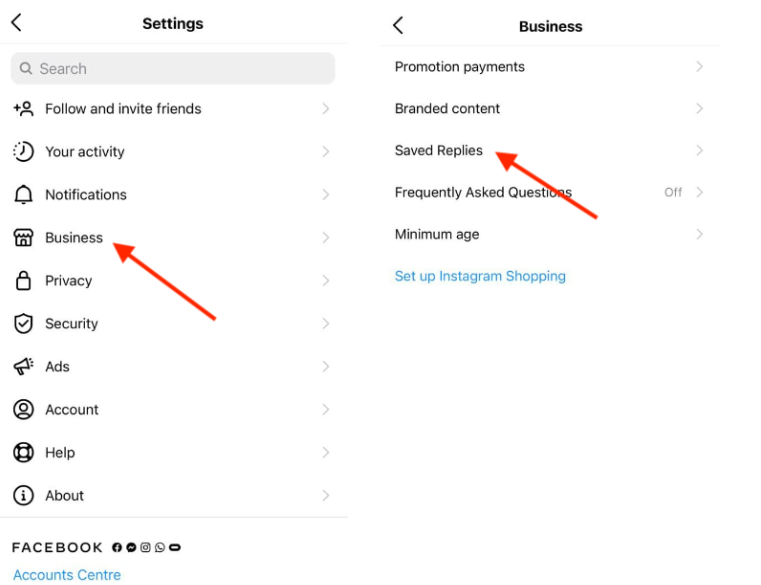 Settings
Search
Follow and invite friends
Your activity
Notifications
Business
Privacy
Security
Ads
Account
Help
About
FACEBOOK
Accounts Centre
Business
Promotion payments
Branded content
Saved Replies
Frequently Asked Questions Off
Minimum age
Set up Instagram Shopping